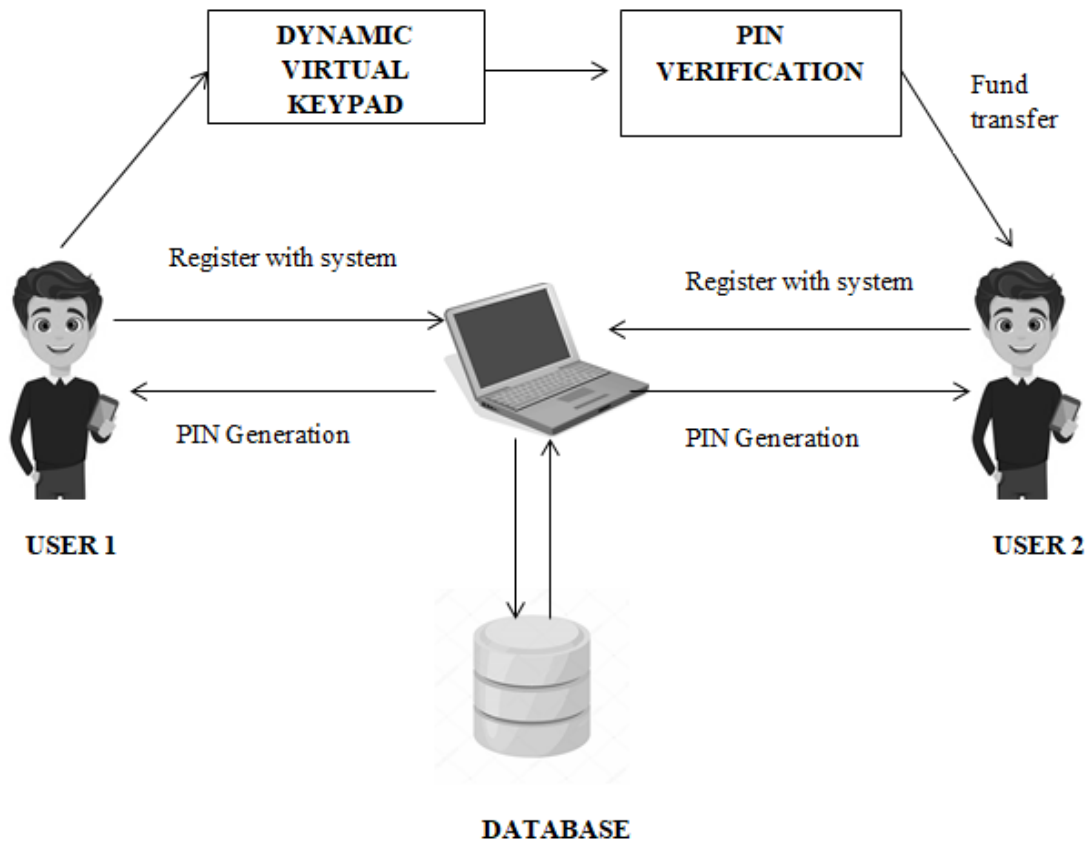 DYNAMIC
VIRTUAL
KEYPAD
PIN
VERIFICATION
Fund
transfer
Register with system
Register with system
PIN Generation
PIN Generation
USER 1
USER 2
DATABASE